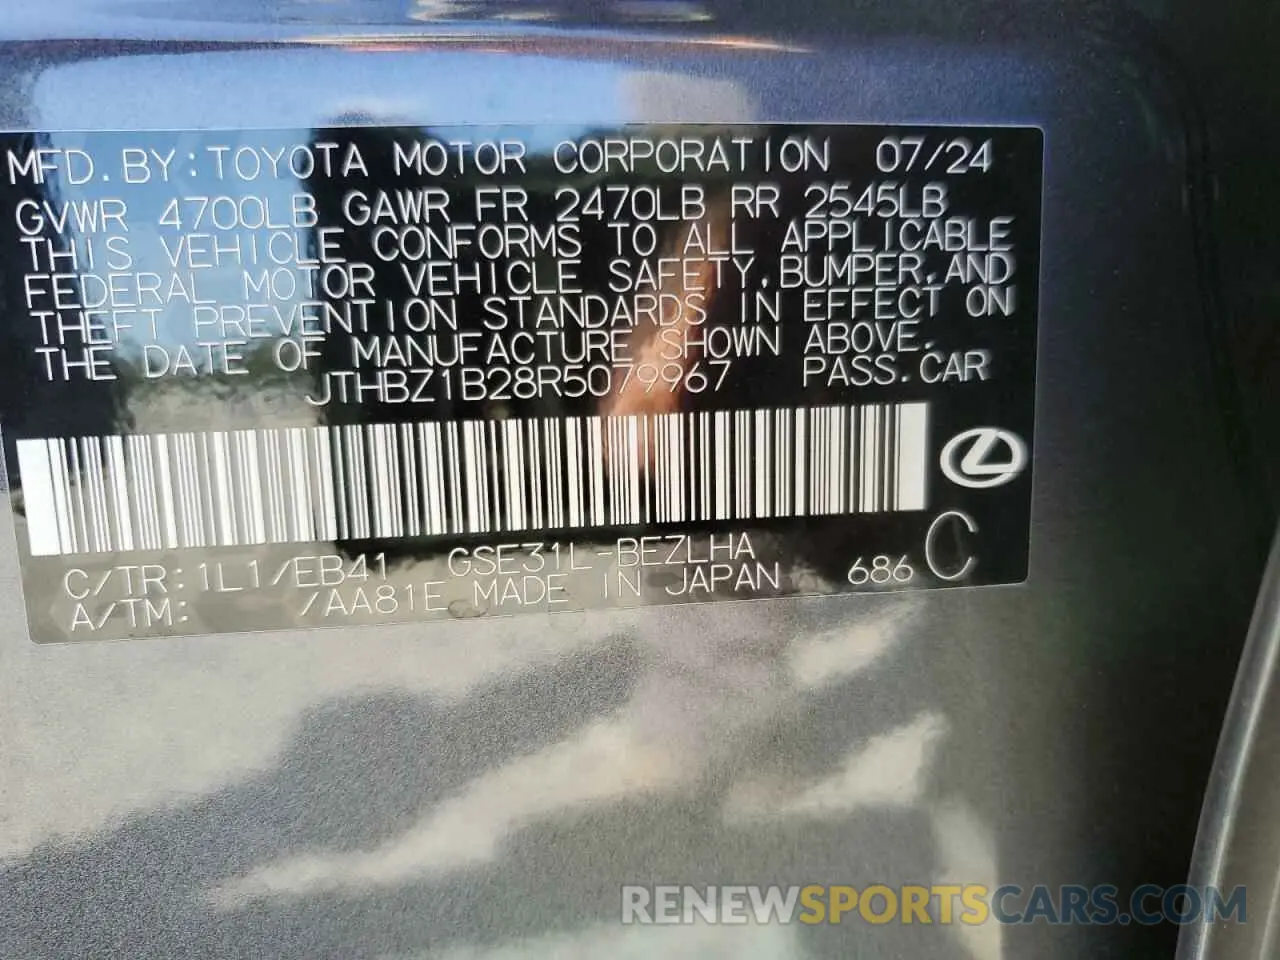 MFD. BY: TOYOTA MOTOR CORPORATION 07/24
GVWR 4700LB GAWR FR 2470LB RR 2545LB
THIS VEHICLE CONFORMS TO ALL APPLICABLE
FEDERAL MOTOR VEHICLE SAFETY, BUMPER, AND
THEFT PREVENTION STANDARDS IN EFFECT ON
THE DATE OF MANUFACTURE SHOWN ABOVE.
JTHBZ1B28R5079967 PASS. CAR
C/TR: 1L1/EB41 GSE31L-BEZLHA
A/TM: /AA81E MADE IN JAPAN 686 C
RENEWSPORTSCARS.COM